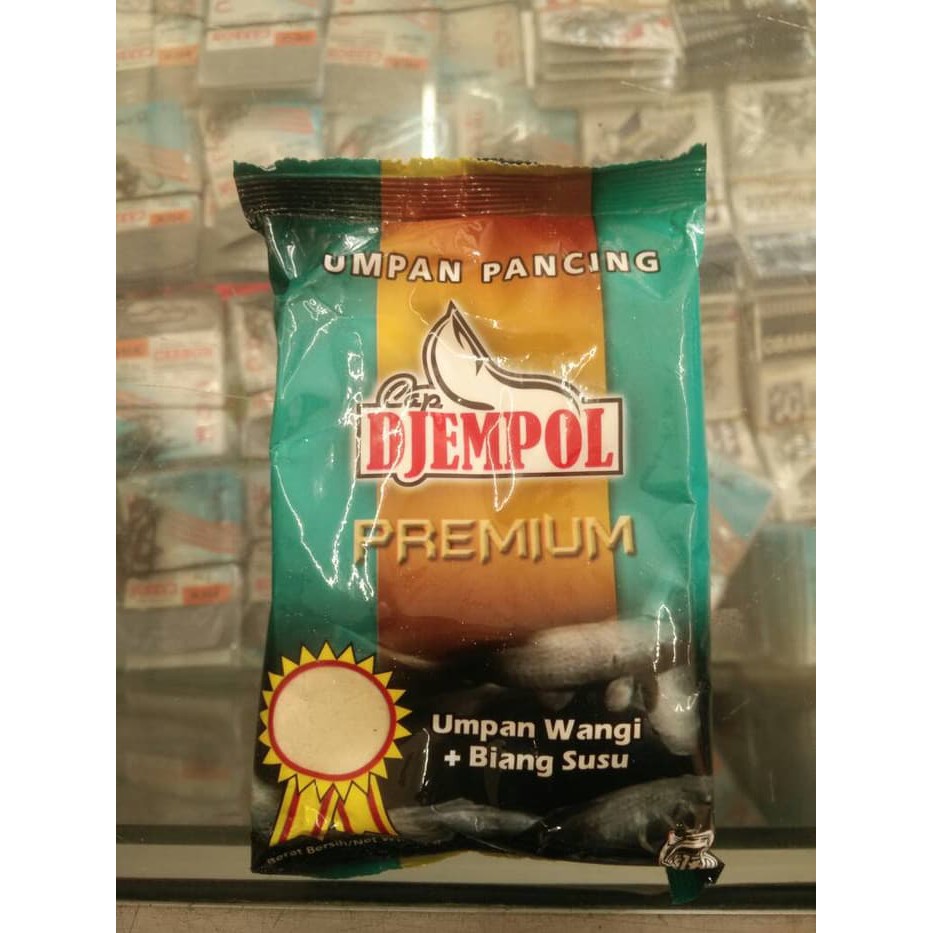 UMPAN PANCING
Cap
DJEMPOL
PREMIUM
Umpan Wangi
+ Biang Susu
Berat Bersih/Net